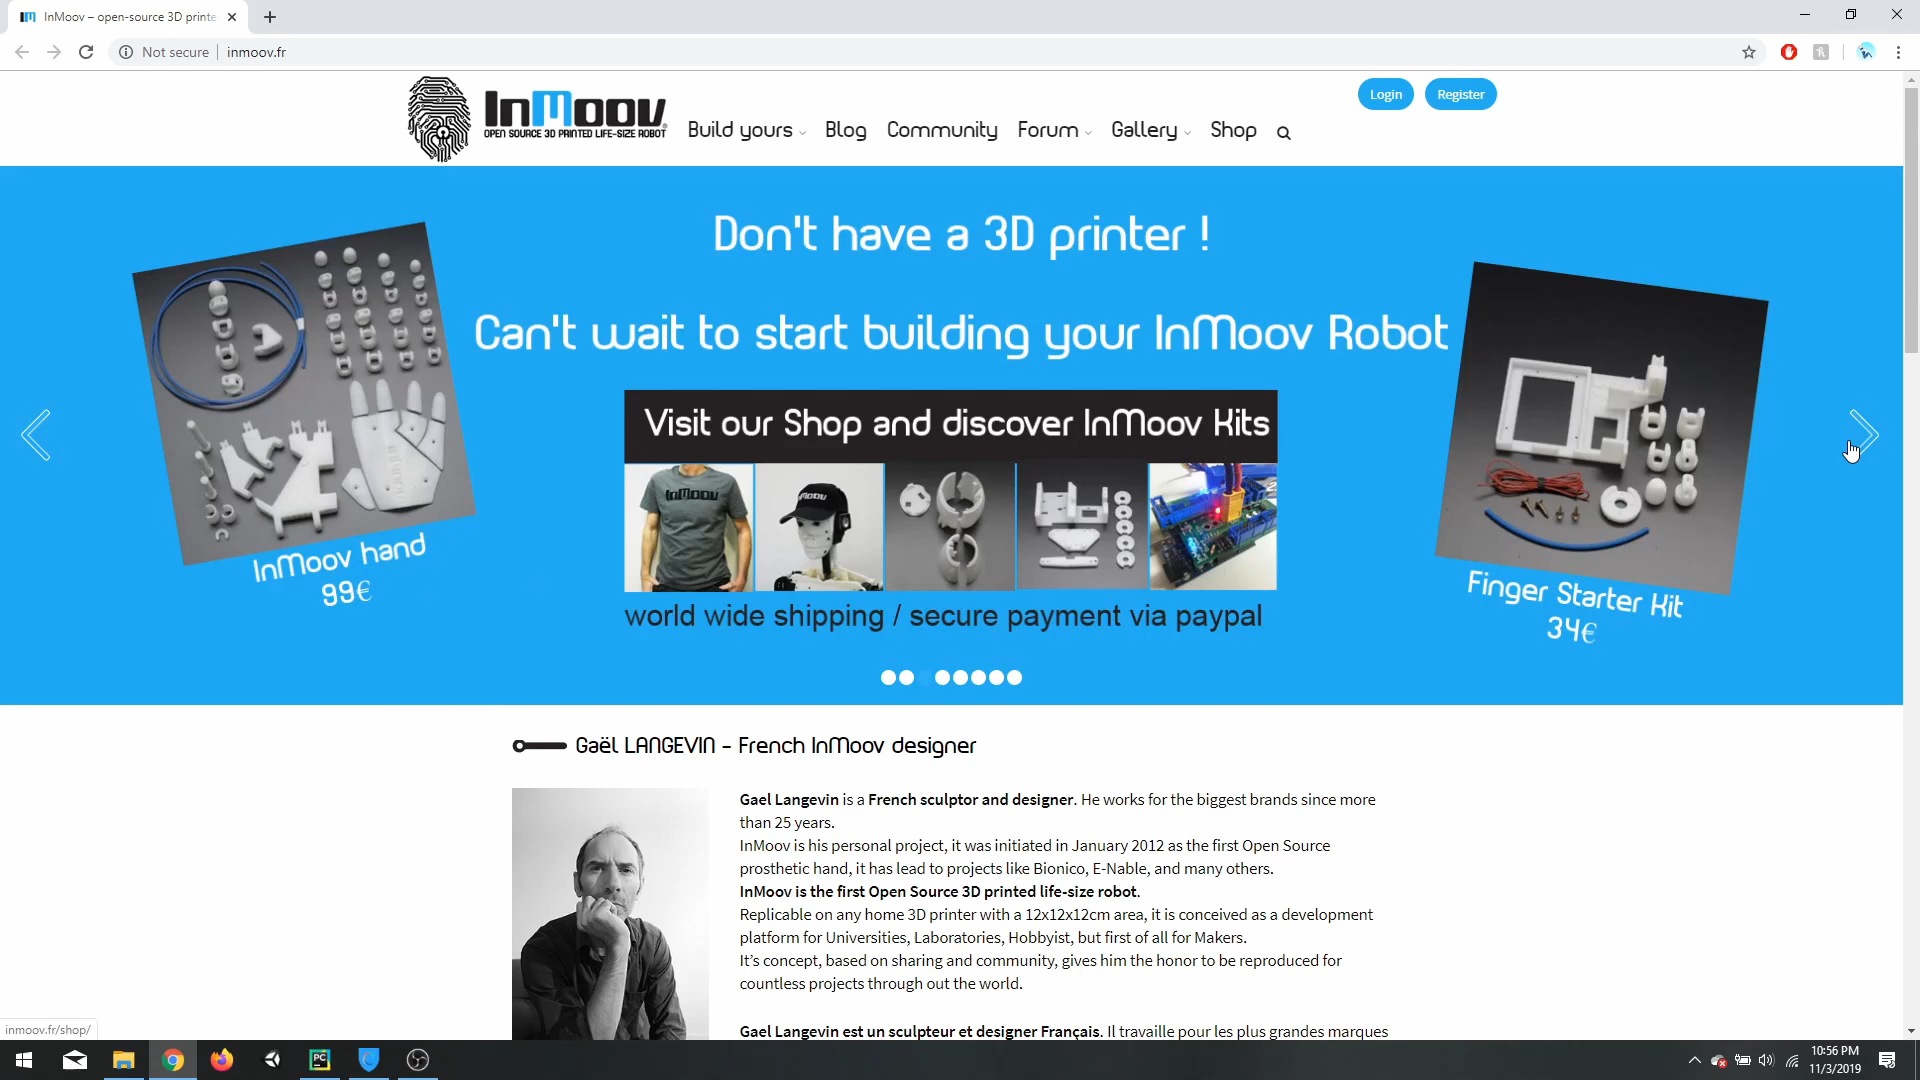 InMoov – open-source 3D printe
Not secure
inmoov.fr
InMoov
OPEN SOURCE 3D PRINTED LIFE-SIZE ROBOT
Build yours
Blog
Community
Forum
Gallery
Shop
Login
Register
Don't have a 3D printer !
Can't wait to start building your InMoov Robot
Visit our Shop and discover InMoov Kits
InMoov
world wide shipping / secure payment via paypal
InMoov hand
99€
Finger Starter Kit
34€
Gaël LANGEVIN - French InMoov designer
Gael Langevin is a French sculptor and designer. He works for the biggest brands since more
than 25 years.
InMoov is his personal project, it was initiated in January 2012 as the first Open Source
prosthetic hand, it has lead to projects like Bionico, E-Nable, and many others.
InMoov is the first Open Source 3D printed life-size robot.
Replicable on any home 3D printer with a 12x12x12cm area, it is conceived as a development
platform for Universities, Laboratories, Hobbyist, but first of all for Makers.
It's concept, based on sharing and community, gives him the honor to be reproduced for
countless projects through out the world.
Gael Langevin est un sculpteur et designer Français. Il travaille pour les plus grandes marques
inmoov.fr/shop/
PC
10:56 PM
11/3/2019